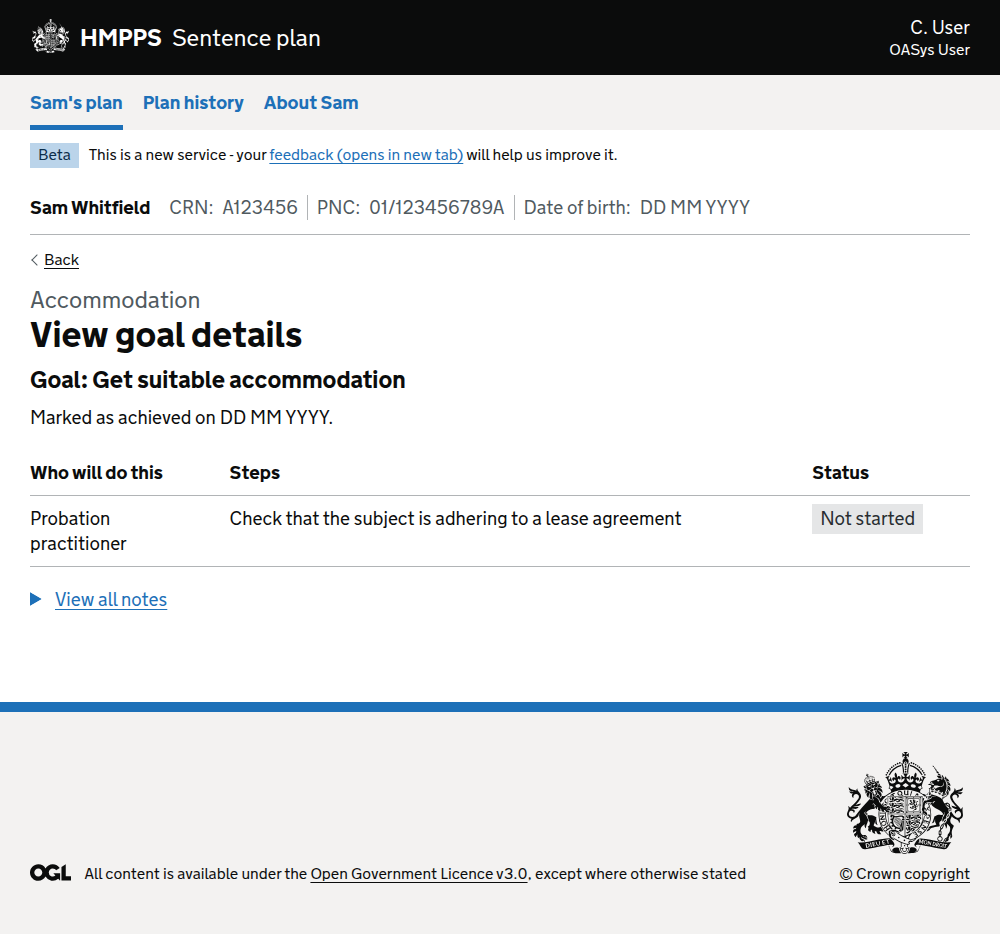 HMPPS Sentence plan
C. User
OASys User
Sam's plan Plan history About Sam
Beta This is a new service - your feedback (opens in new tab) will help us improve it.
Sam Whitfield CRN: A123456 PNC: 01/123456789A Date of birth: DD MM YYYY
Back
Accommodation
View goal details
Goal: Get suitable accommodation
Marked as achieved on DD MM YYYY.
Who will do this Steps Status
Probation practitioner Check that the subject is adhering to a lease agreement Not started
View all notes
OGL All content is available under the Open Government Licence v3.0, except where otherwise stated
© Crown copyright